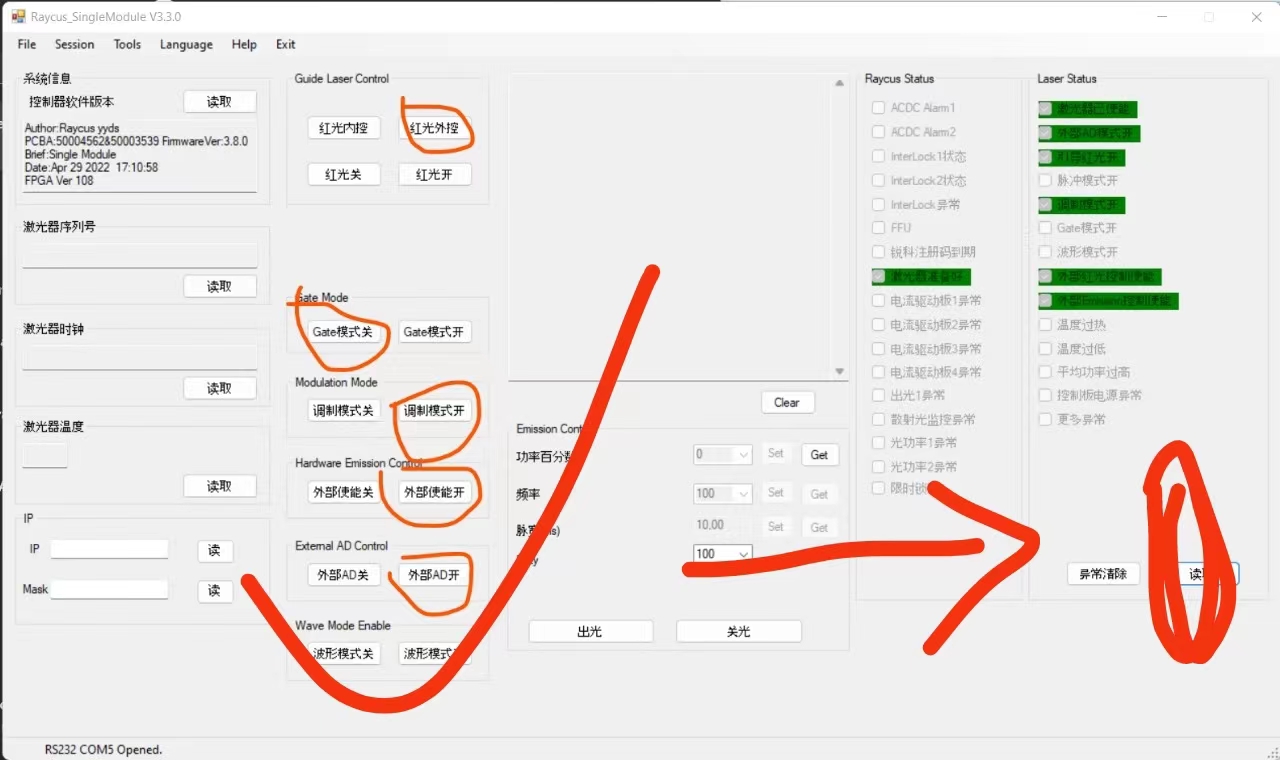 Raycus_SingleModule V3.3.0
File Session Tools Language Help Exit
系统信息
控制器软件版本 读取
Author:Raycus yyds
PCBA:50004562&50003539 FirmwareVer:3.8.0
Brief:Single Module
Date:Apr 29 2022 17:10:58
FPGA Ver 108
激光器序列号
读取
激光器时钟
读取
激光器温度
读取
IP
IP 读
Mask 读
Guide Laser Control
红光内控 红光外控
红光关 红光开
Gate Mode
Gate模式关 Gate模式开
Modulation Mode
调制模式关 调制模式开
Hardware Emission Control
外部使能关 外部使能开
External AD Control
外部AD关 外部AD开
Wave Mode Enable
波形模式关 波形模式
Clear
Emission Cont
功率百分 0 Set Get
频率 100 Set Get
脉 10.00 Set Get
100
出光 关光
Raycus Status
ACDC Alarm1
ACDC Alarm2
InterLock1状态
InterLock2状态
InterLock异常
FFU
锐科注册码到期
激光器准备好
电流驱动板1异常
电流驱动板2异常
电流驱动板3异常
电流驱动板4异常
出光1异常
散射光监控异常
光功率1异常
光功率2异常
限时锁
Laser Status
激光器已使能
外部AD模式开
引导红光开
脉冲模式开
调制模式开
Gate模式开
波形模式开
外部红光控制使能
外部Emission控制使能
温度过热
温度过低
平均功率过高
控制板电源异常
更多异常
异常清除 读
RS232 COM5 Opened.